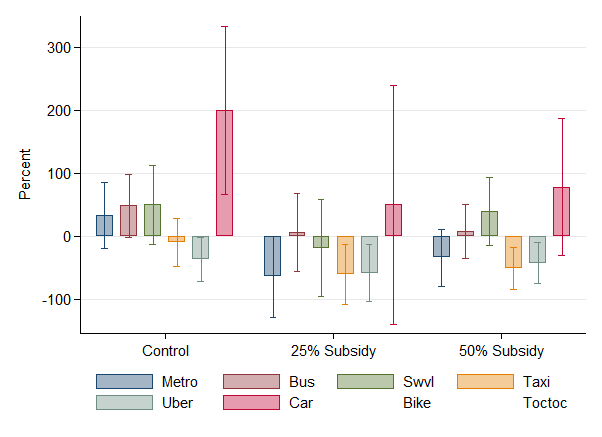 Percent
300
200
100
0
-100
Control 25% Subsidy 50% Subsidy
Metro Bus Swvl Taxi
Uber Car Bike Toctoc